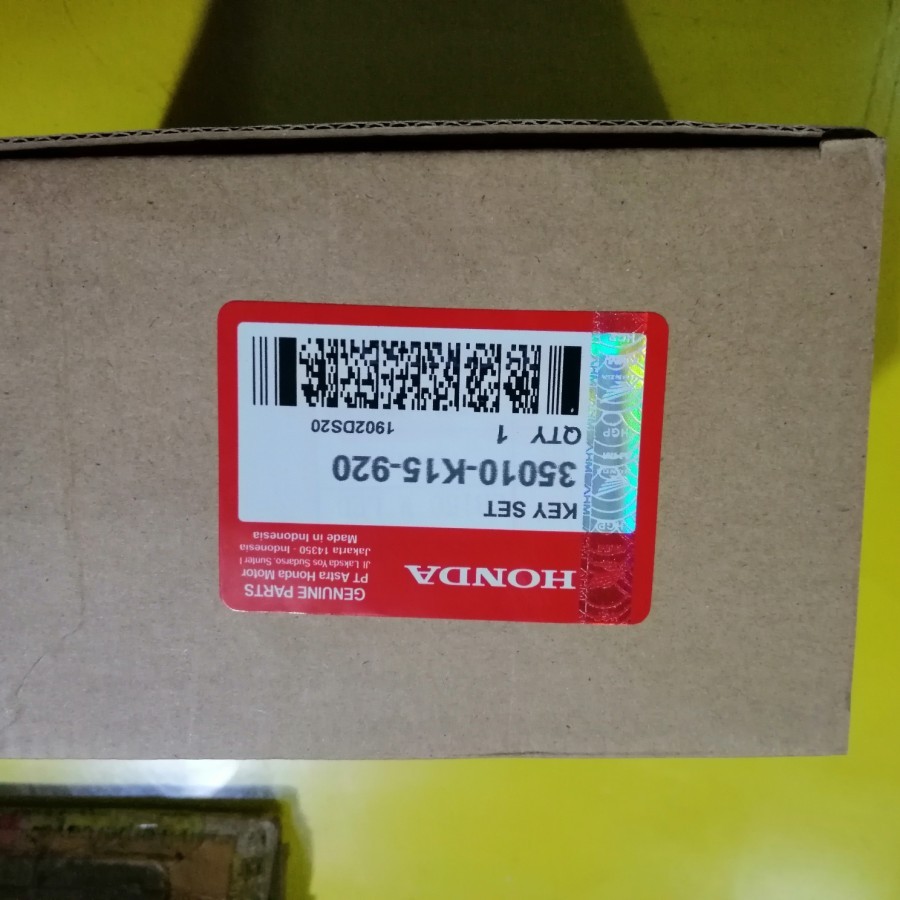 HONDA
GENUINE PARTS
PT Astra Honda Motor
Jl Laksda Yos Sudarso, Sunter I
Jakarta 14350 - Indonesia
Made in Indonesia
KEY SET
35010-K15-920
QTY 1
1902DS20